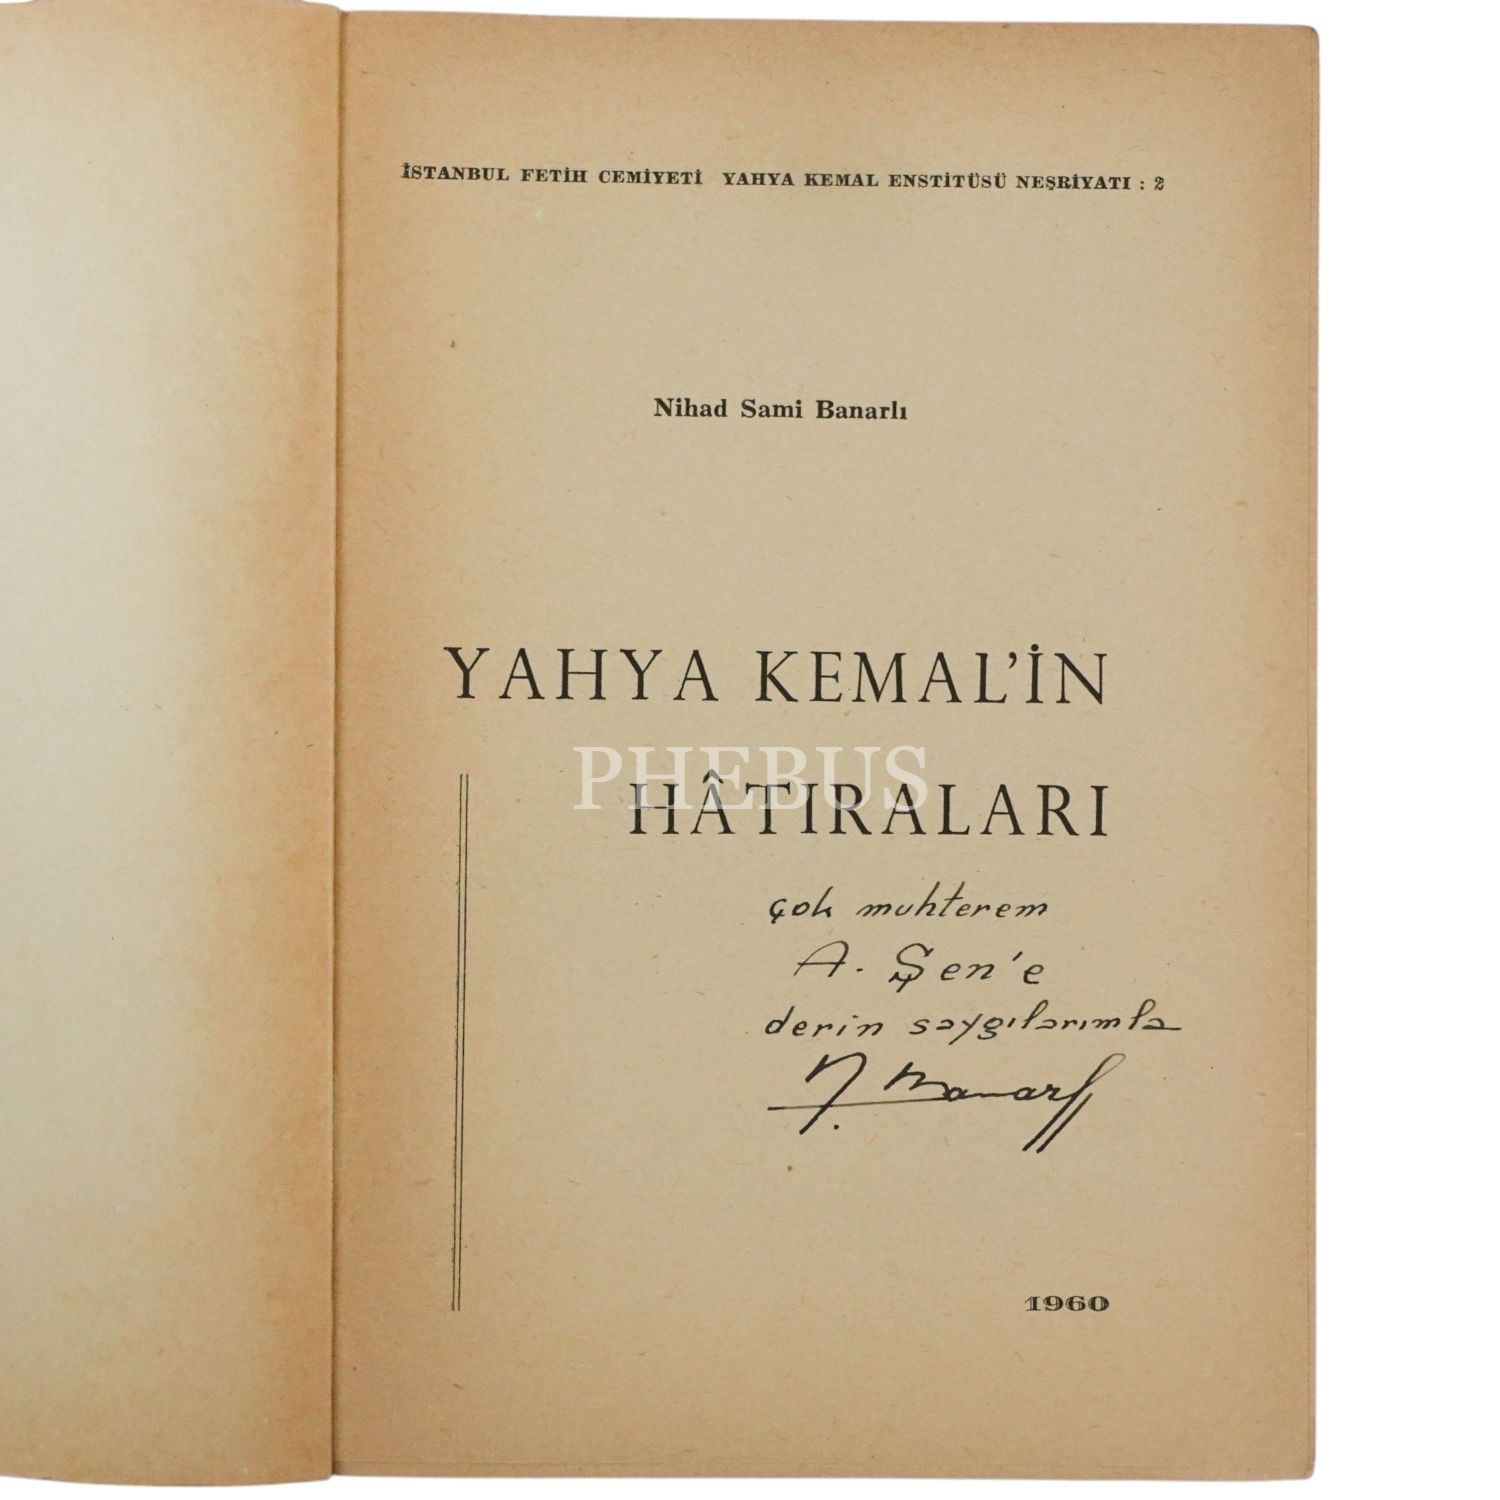 İSTANBUL FETİH CEMİYETİ YAHYA KEMAL ENSTİTÜSÜ NEŞRİYATI : 2
Nihad Sami Banarlı
YAHYA KEMAL'İN
PHEBUS
HÂTIRALARI
çok muhterem
A. Şen'e
derin saygılarımla
N. Banarlı
1960